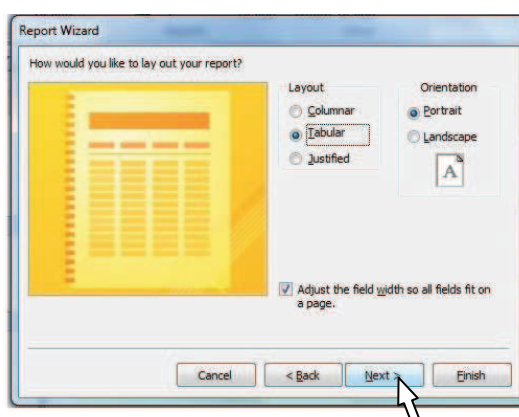 Report Wizard
How would you like to lay out your report?
Layout
Columnar
Tabular
Justified
Orientation
Portrait
Landscape
A
Adjust the field width so all fields fit on
a page.
Cancel
< Back
Next >
Finish